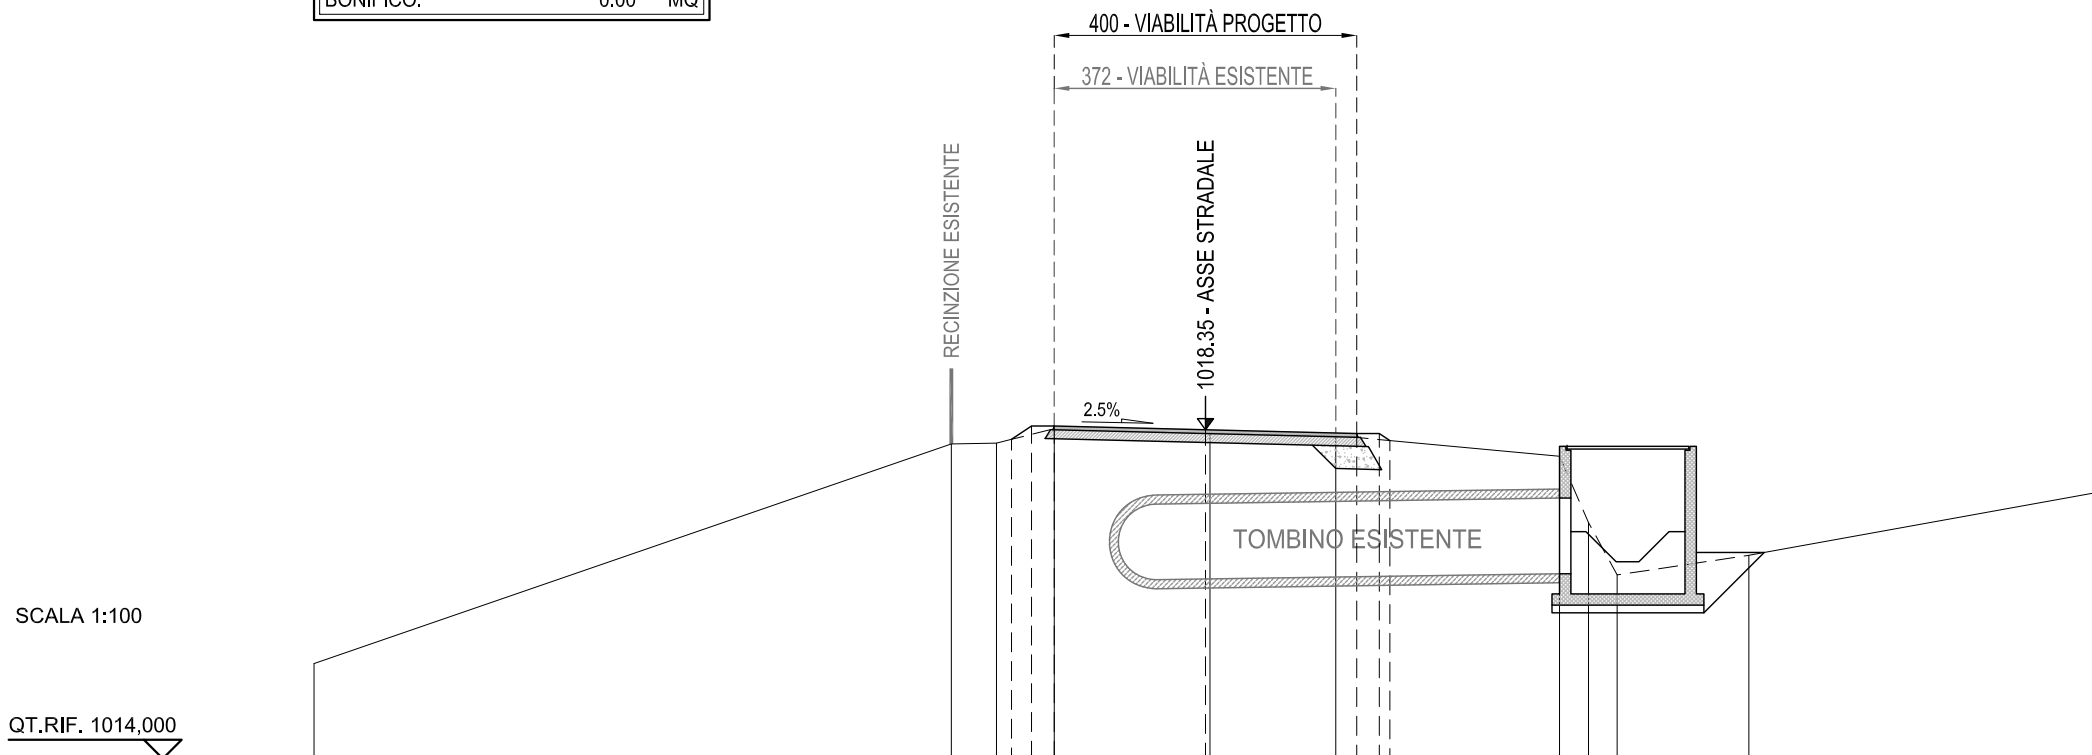 BONIFICO: 0.00 MQ
400 - VIABILITÀ PROGETTO
372 - VIABILITÀ ESISTENTE
RECINZIONE ESISTENTE
1018.35 - ASSE STRADALE
2.5%
TOMBINO ESISTENTE
SCALA 1:100
QT.RIF. 1014,000